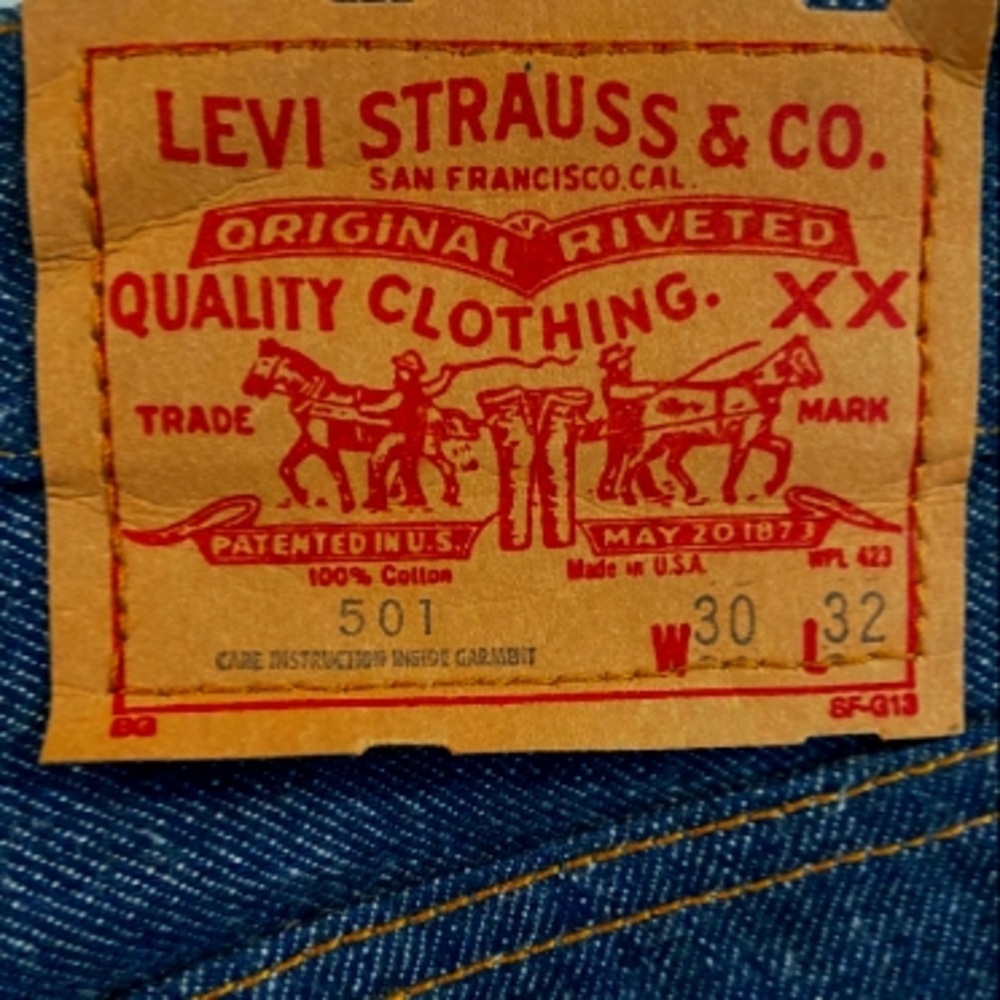 LEVI STRAUSS & CO.
SAN FRANCISCO, CAL.
ORIGINAL RIVETED
QUALITY CLOTHING. XX
TRADE MARK
PATENTED IN U.S. MAY 20 1873
100% Cotton Made in U.S.A. WPL 423
501 W30 L32
CARE INSTRUCTION INSIDE GARMENT
BG SF-G13